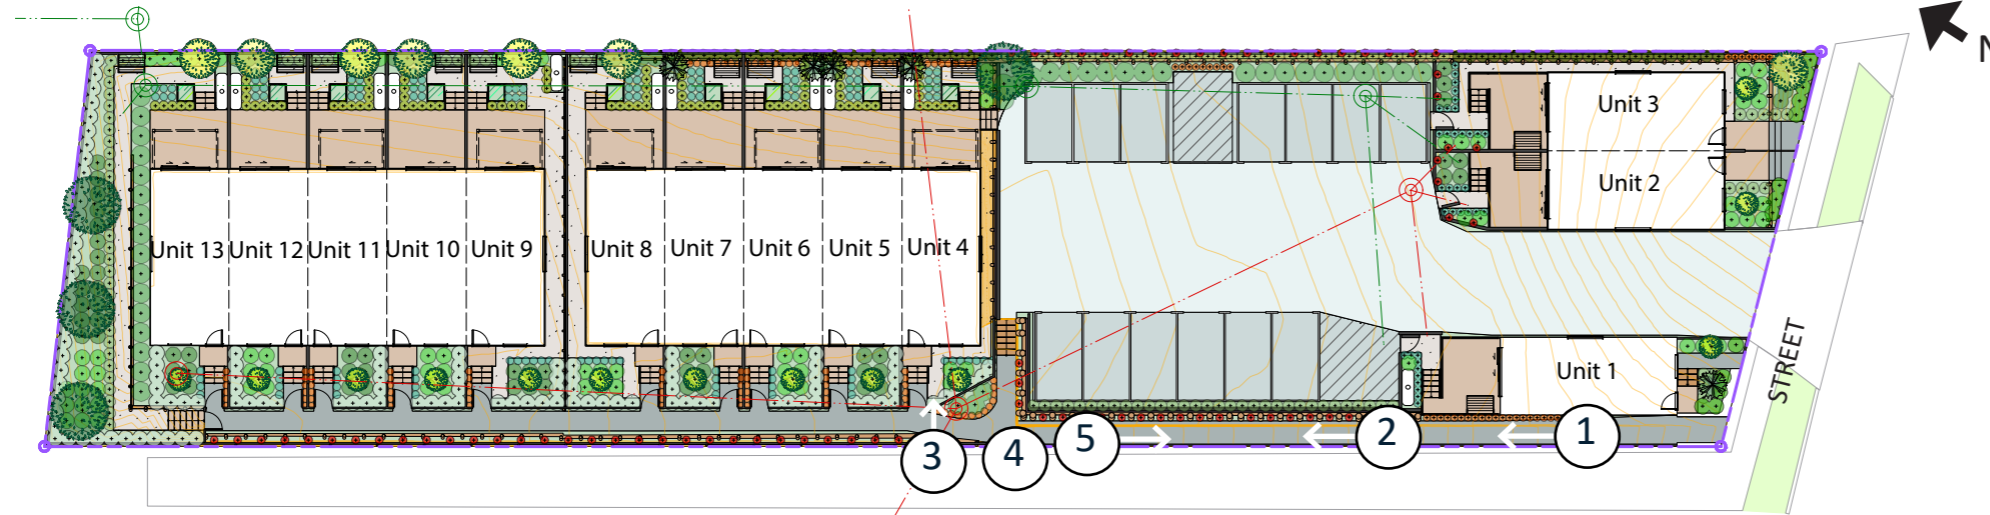 N
Unit 3
Unit 2
Unit 13
Unit 12
Unit 11
Unit 10
Unit 9
Unit 8
Unit 7
Unit 6
Unit 5
Unit 4
Unit 1
STREET
3
4
5
2
1